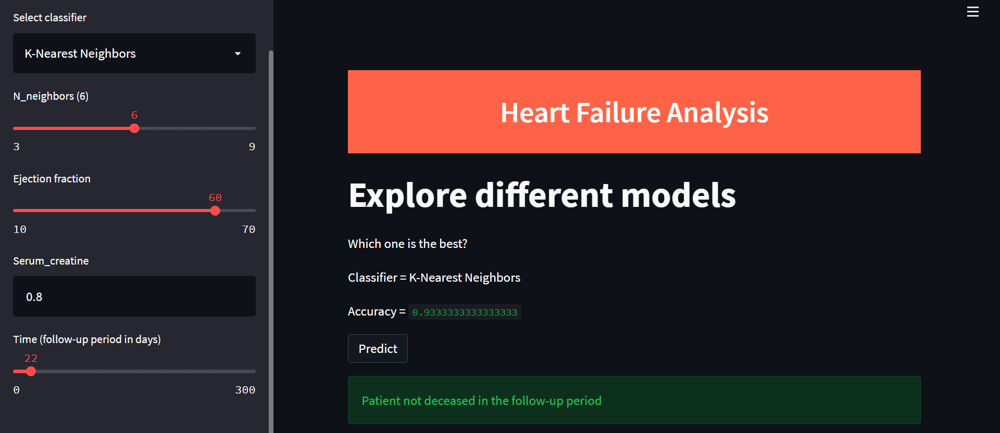 Select classifier
K-Nearest Neighbors
N_neighbors (6)
6
3 9
Ejection fraction
60
10 70
Serum_creatine
0.8
Time (follow-up period in days)
22
0 300
Heart Failure Analysis
Explore different models
Which one is the best?
Classifier = K-Nearest Neighbors
Accuracy = 0.9333333333333333
Predict
Patient not deceased in the follow-up period